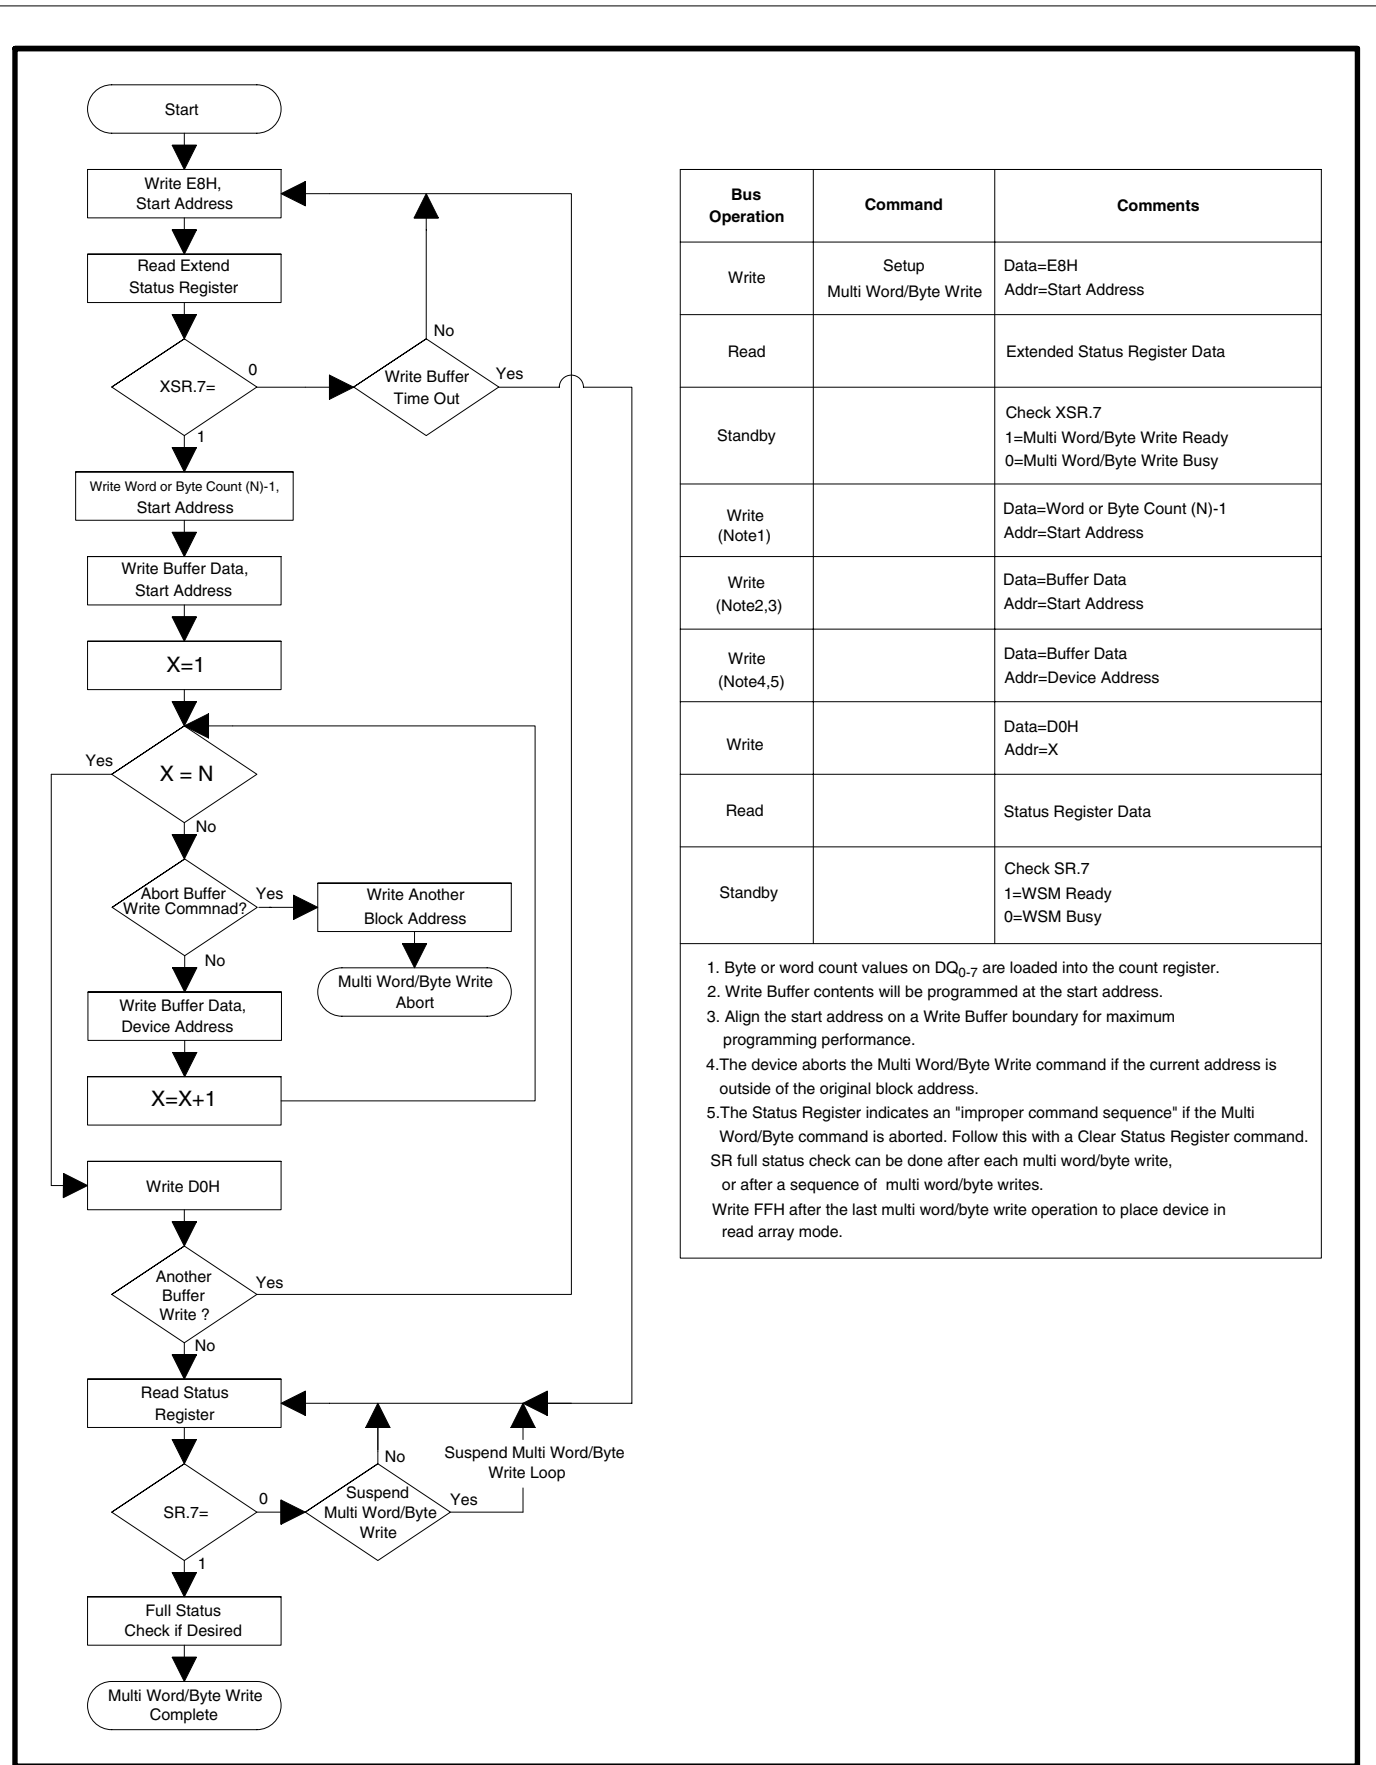 Start
Write E8H,
Start Address
Read Extend
Status Register
XSR.7=
0
1
Write Buffer
Time Out
No
Yes
Write Word or Byte Count (N)-1,
Start Address
Write Buffer Data,
Start Address
X=1
X = N
Yes
No
Abort Buffer
Write Commnad?
Yes
No
Write Another
Block Address
Multi Word/Byte Write
Abort
Write Buffer Data,
Device Address
X=X+1
Write D0H
Another
Buffer
Write ?
Yes
No
Read Status
Register
SR.7=
0
1
Suspend
Multi Word/Byte
Write
No
Yes
Suspend Multi Word/Byte
Write Loop
Full Status
Check if Desired
Multi Word/Byte Write
Complete
Bus
Operation
Command
Comments
Write
Setup
Multi Word/Byte Write
Data=E8H
Addr=Start Address
Read
Extended Status Register Data
Standby
Check XSR.7
1=Multi Word/Byte Write Ready
0=Multi Word/Byte Write Busy
Write
(Note1)
Data=Word or Byte Count (N)-1
Addr=Start Address
Write
(Note2,3)
Data=Buffer Data
Addr=Start Address
Write
(Note4,5)
Data=Buffer Data
Addr=Device Address
Write
Data=D0H
Addr=X
Read
Status Register Data
Standby
Check SR.7
1=WSM Ready
0=WSM Busy
1. Byte or word count values on DQ0-7 are loaded into the count register.
2. Write Buffer contents will be programmed at the start address.
3. Align the start address on a Write Buffer boundary for maximum
programming performance.
4.The device aborts the Multi Word/Byte Write command if the current address is
outside of the original block address.
5.The Status Register indicates an "improper command sequence" if the Multi
Word/Byte command is aborted. Follow this with a Clear Status Register command.
SR full status check can be done after each multi word/byte write,
or after a sequence of multi word/byte writes.
Write FFH after the last multi word/byte write operation to place device in
read array mode.